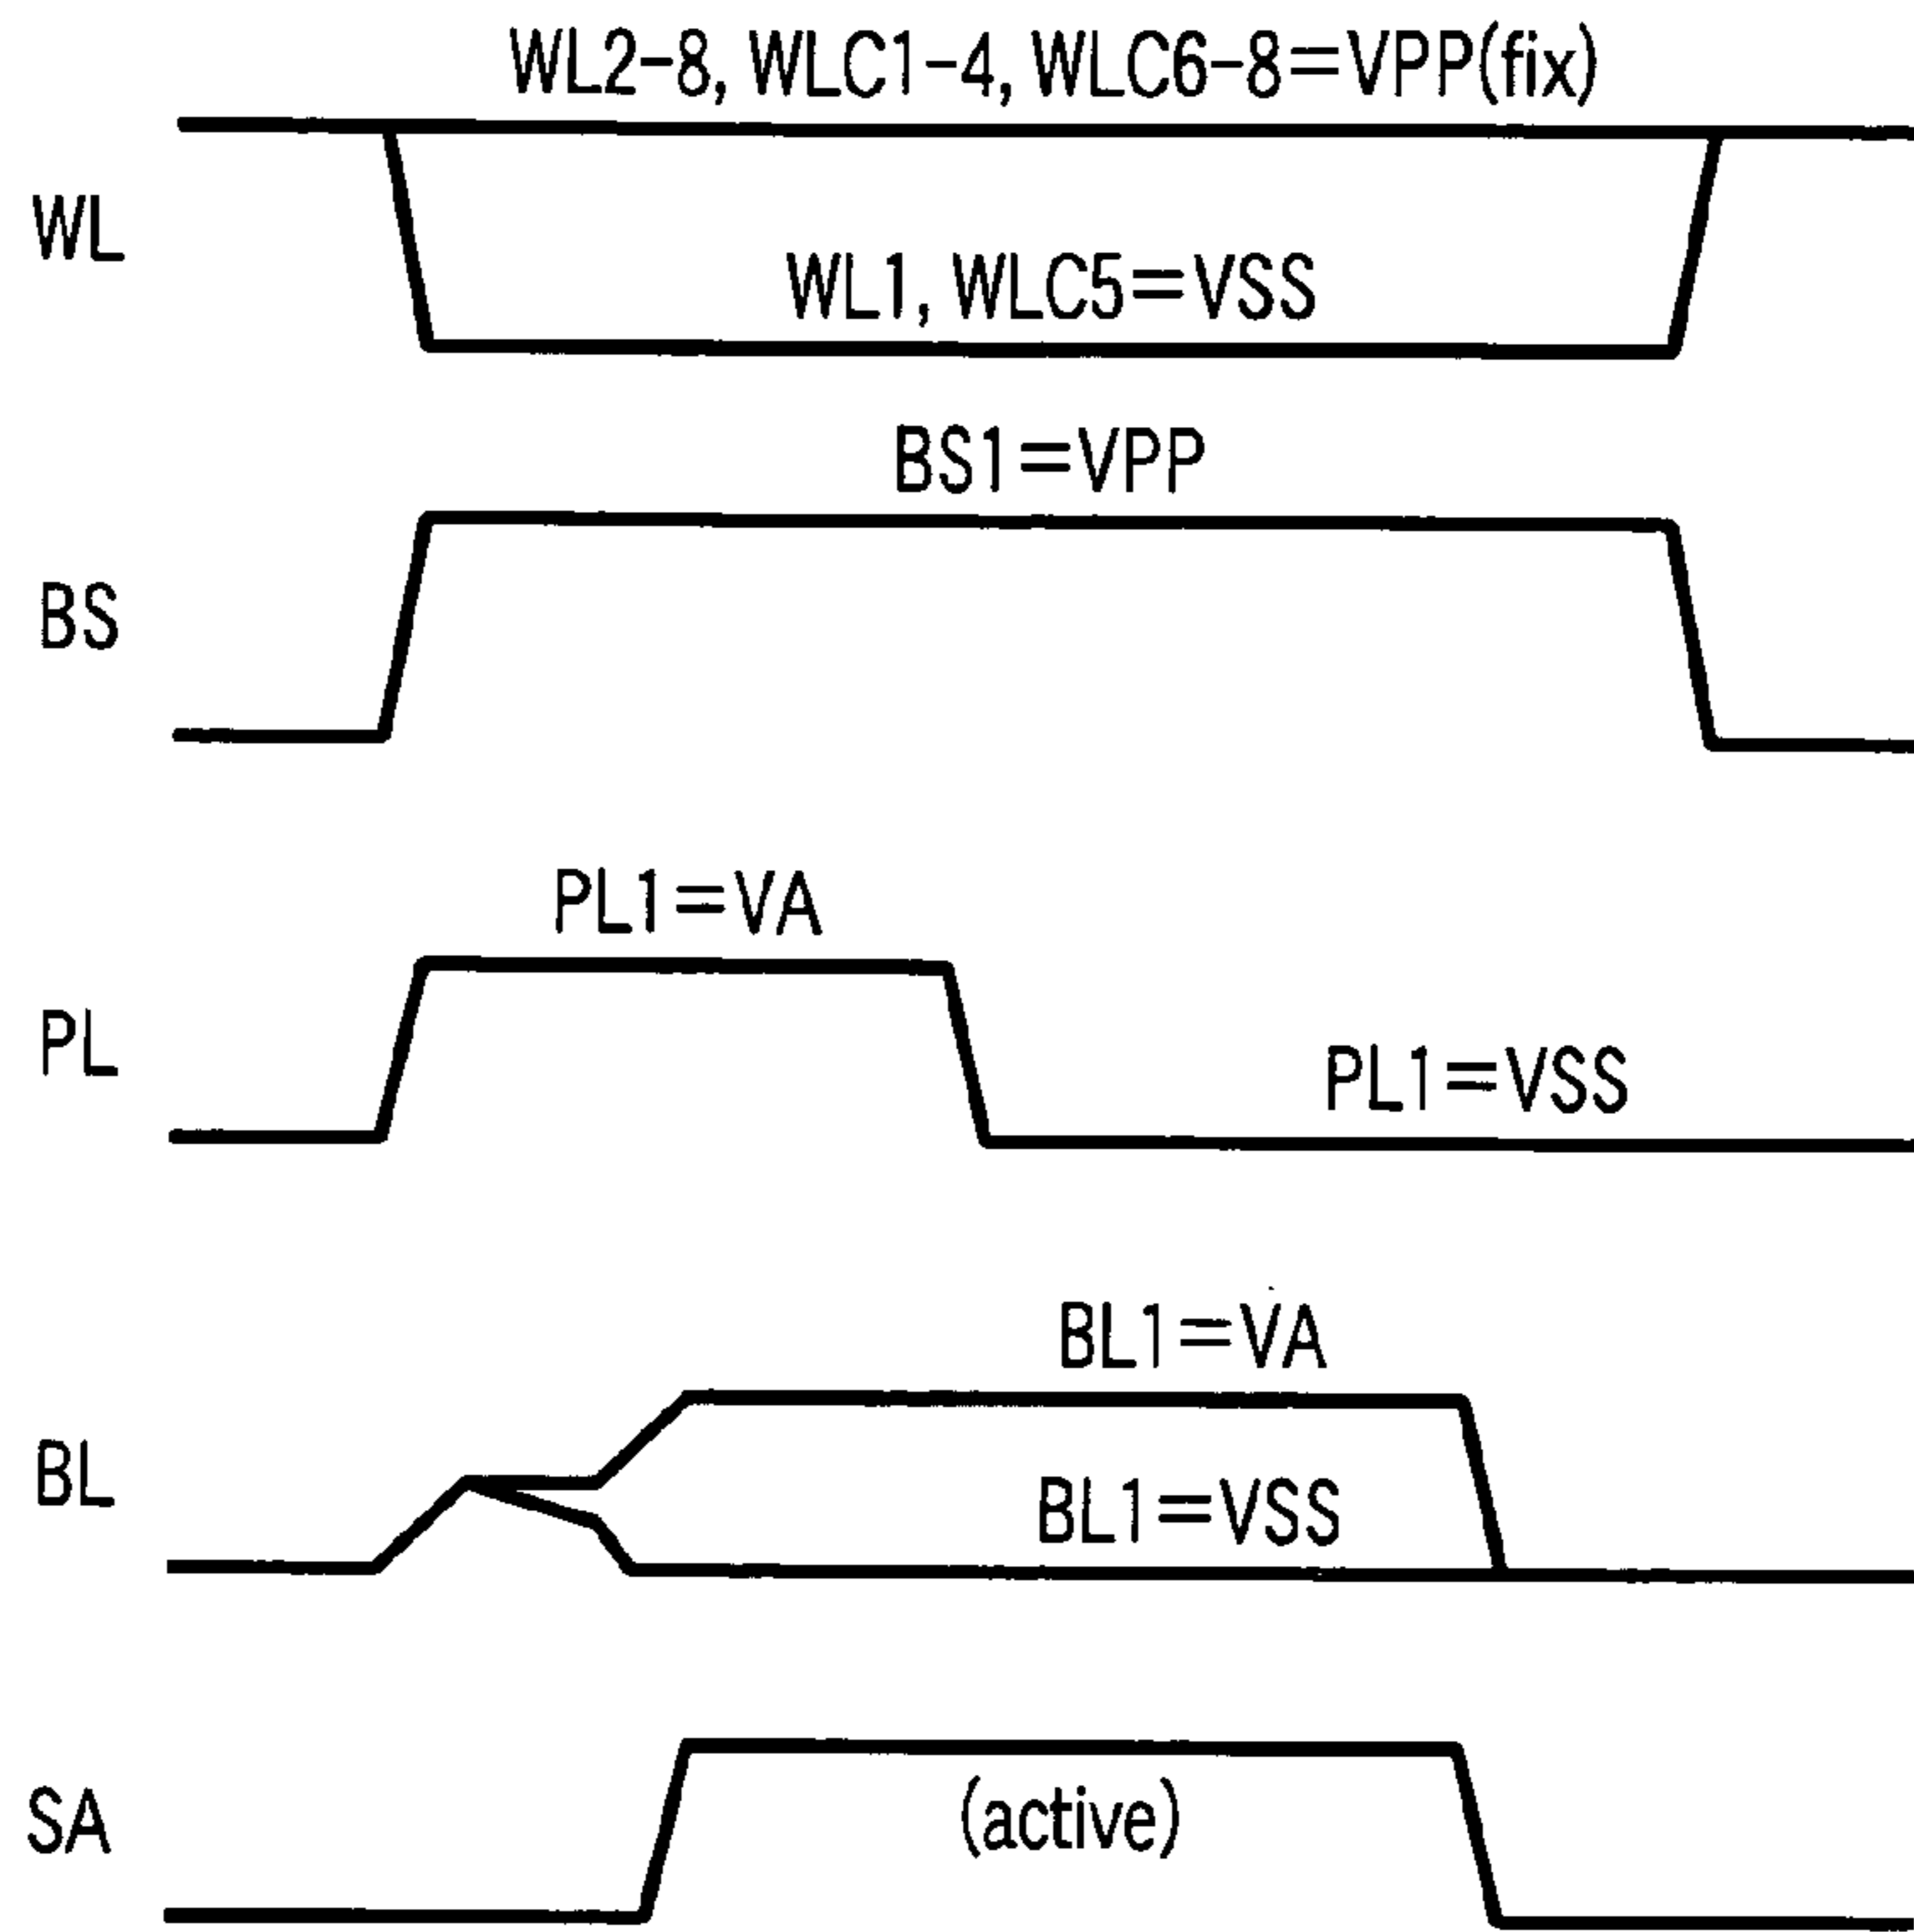 WL2-8, WLC1-4, WLC6-8=VPP(fix)
WL
WL1, WLC5=VSS
BS1=VPP
BS
PL1=VA
PL
PL1=VSS
BL1=VA
BL
BL1=VSS
SA
(active)